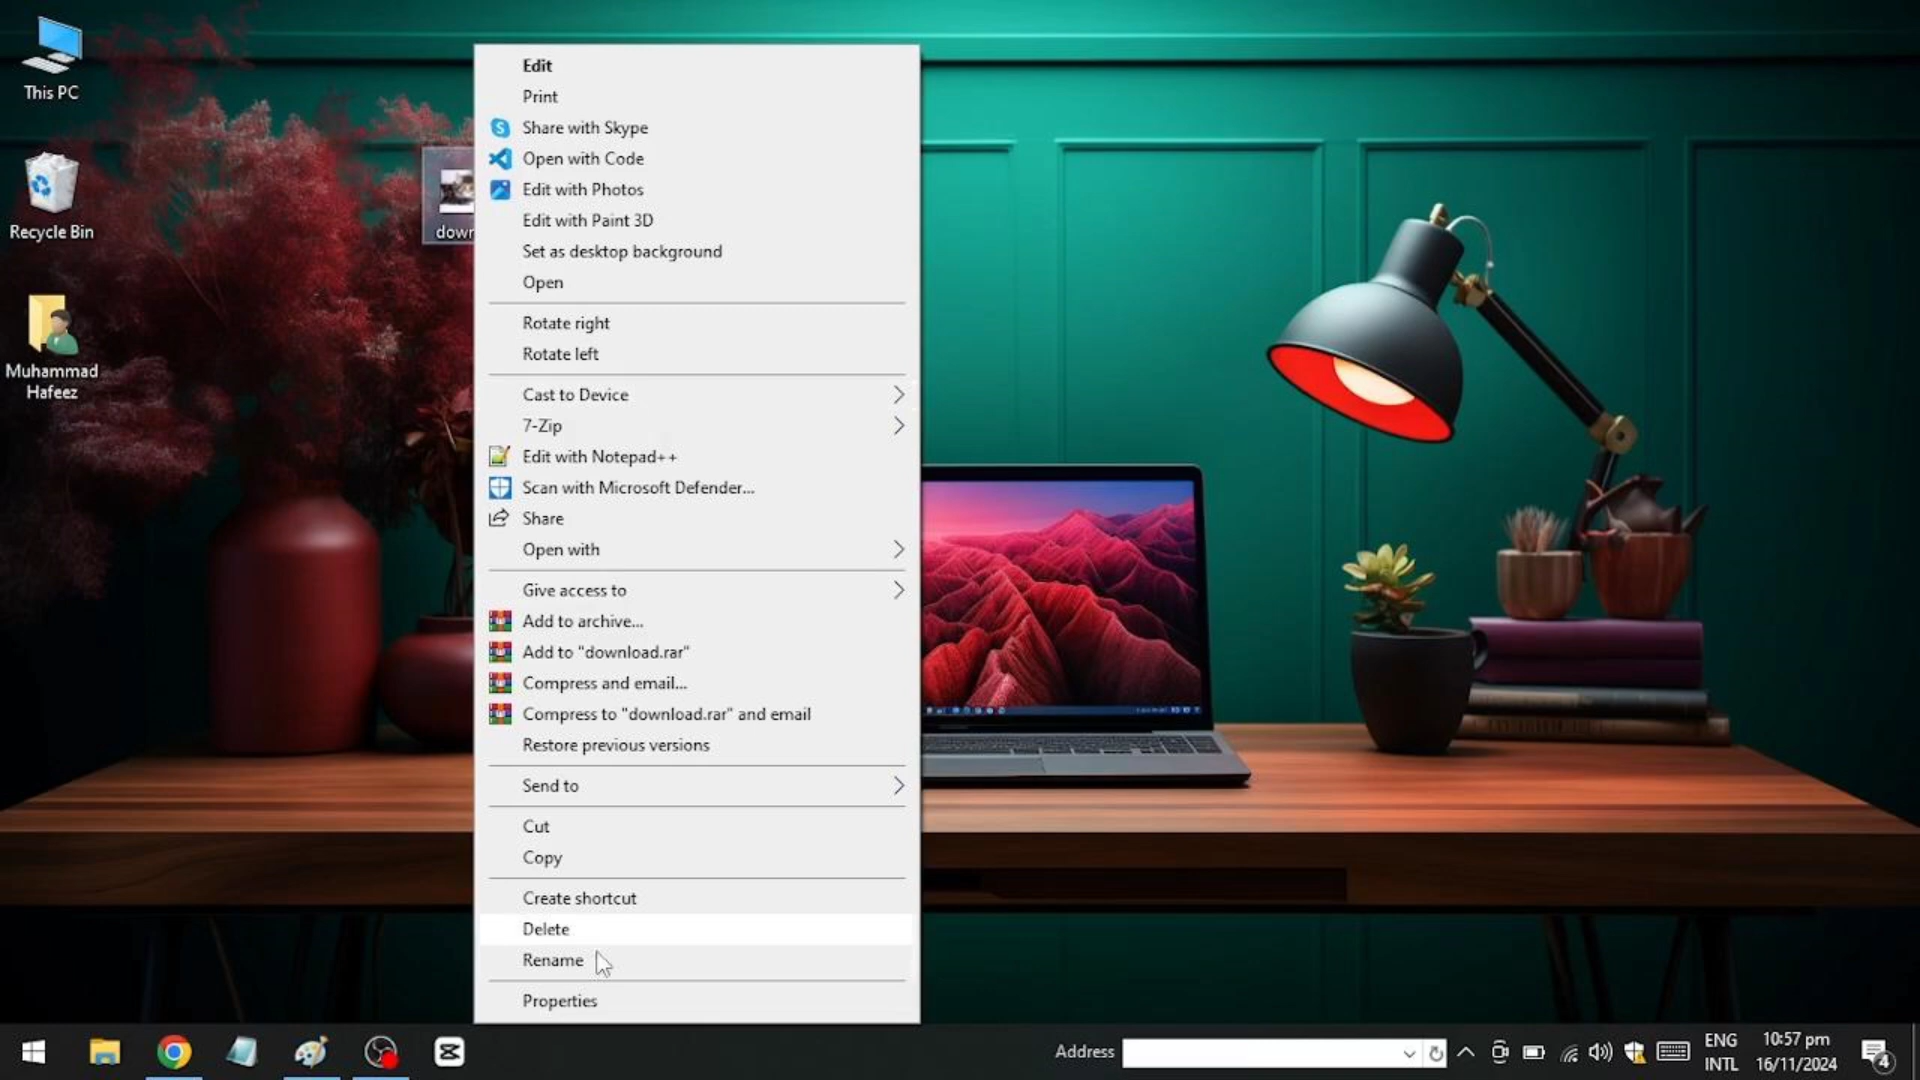 This PC
Recycle Bin
Muhammad
Hafeez
Edit
Print
Share with Skype
Open with Code
Edit with Photos
Edit with Paint 3D
Set as desktop background
Open
Rotate right
Rotate left
Cast to Device
7-Zip
Edit with Notepad++
Scan with Microsoft Defender...
Share
Open with
Give access to
Add to archive...
Add to "download.rar"
Compress and email...
Compress to "download.rar" and email
Restore previous versions
Send to
Cut
Copy
Create shortcut
Delete
Rename
Properties
Address
ENG
INTL
10:57 pm
16/11/2024
4